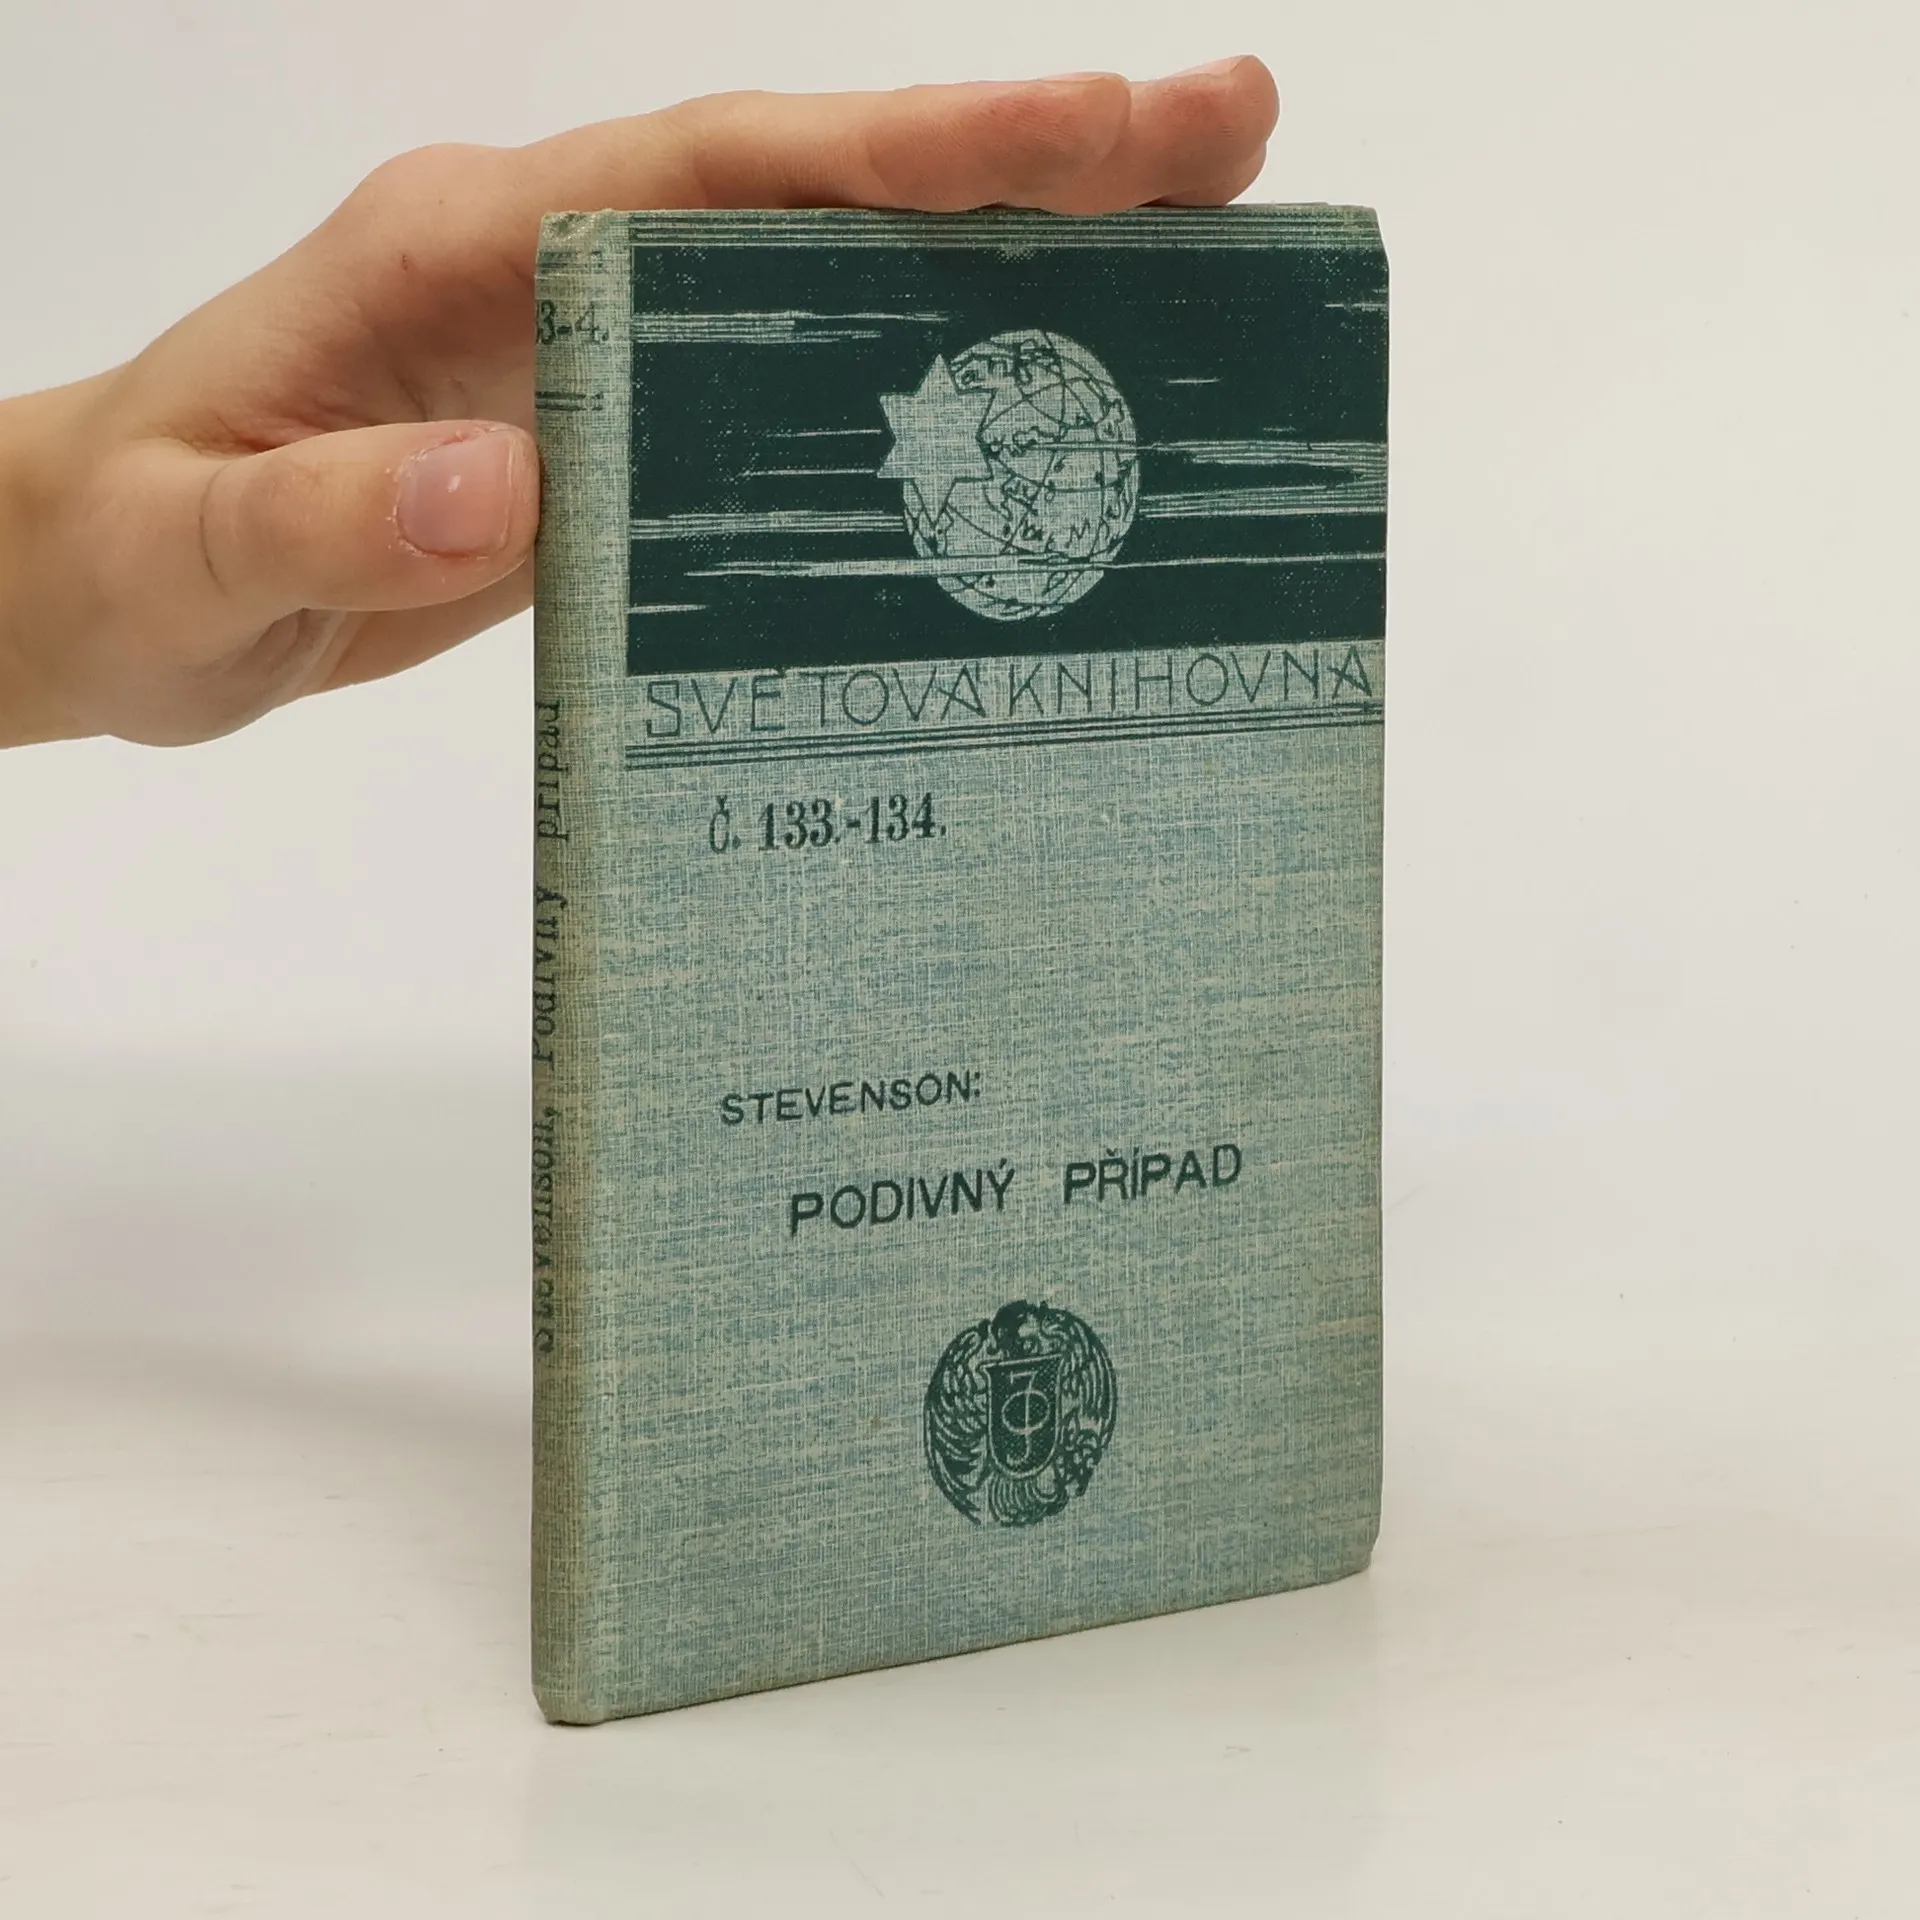 SVĚTOVÁ KNIHOVNA
Č. 133.-134.
STEVENSON:
PODIVNÝ PŘÍPAD
33-4.
Stevenson, Podivný případ